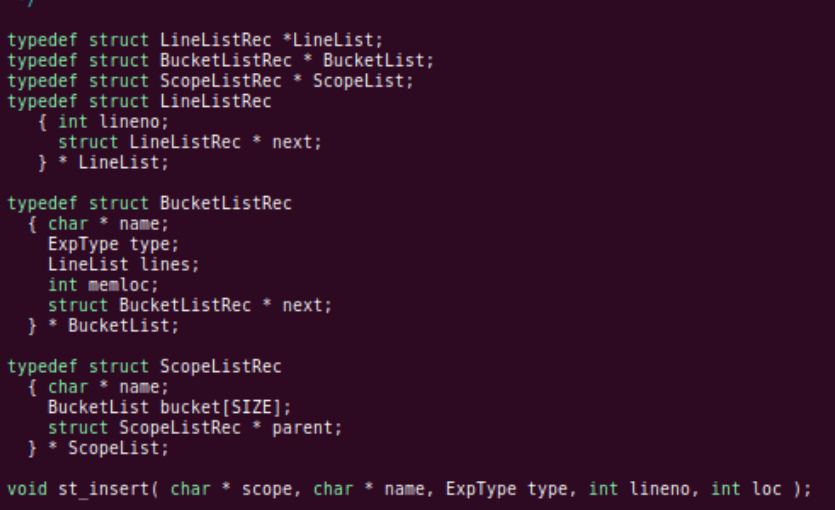 /
typedef struct LineListRec *LineList;
typedef struct BucketListRec * BucketList;
typedef struct ScopeListRec * ScopeList;
typedef struct LineListRec
   { int lineno;
     struct LineListRec * next;
   } * LineList;

typedef struct BucketListRec
  { char * name;
    ExpType type;
    LineList lines;
    int memloc;
    struct BucketListRec * next;
  } * BucketList;

typedef struct ScopeListRec
  { char * name;
    BucketList bucket[SIZE];
    struct ScopeListRec * parent;
  } * ScopeList;

void st_insert( char * scope, char * name, ExpType type, int lineno, int loc );